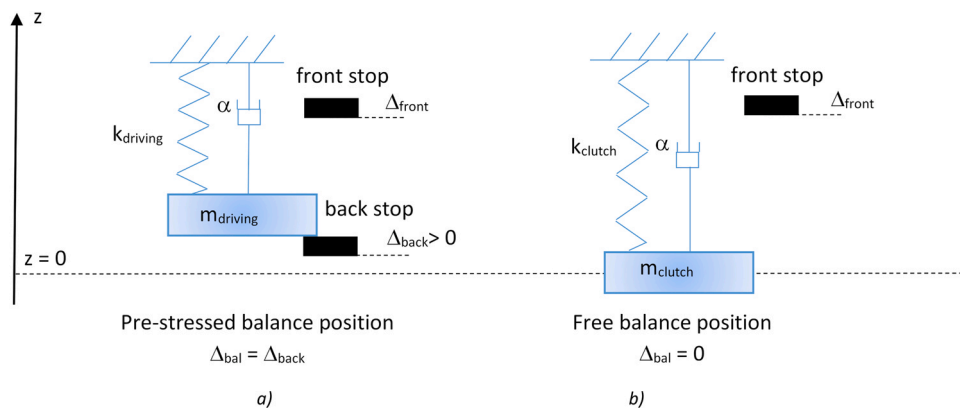 z
front stop
Δfront
α
kdriving
mdriving
back stop
Δback> 0
z = 0
Pre-stressed balance position
Δbal = Δback
a)
front stop
Δfront
kclutch
α
mclutch
Free balance position
Δbal = 0
b)